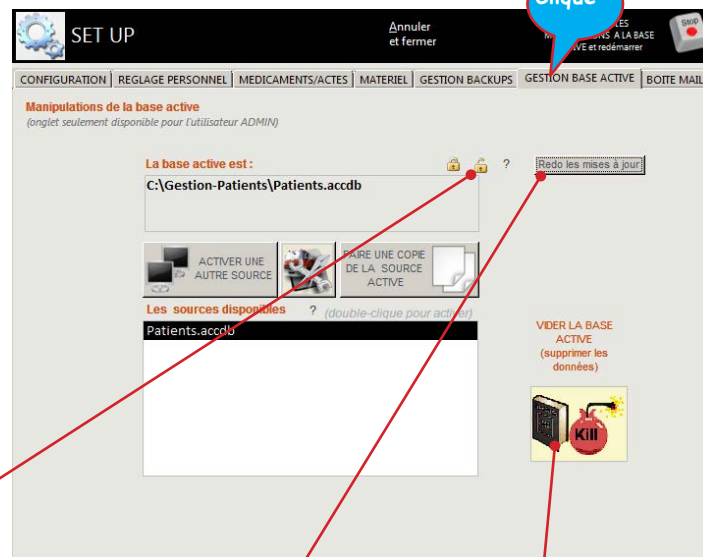 Clique
SET UP
Annuler
et fermer
A LA BASE
et redémarrer
Stop
CONFIGURATION REGLAGE PERSONNEL MEDICAMENTS/ACTES MATERIEL GESTION BACKUPS GESTION BASE ACTIVE BOITE MAIL
Manipulations de la base active
(onglet seulement disponible pour l'utilisateur ADMIN)
La base active est :
?
Redo les mises à jour
C:\Gestion-Patients\Patients.accdb
ACTIVER UNE
AUTRE SOURCE
FAIRE UNE COPIE
DE LA SOURCE
ACTIVE
Les sources disponibles ? (double-clique pour activer)
Patients.accdb
VIDER LA BASE
ACTIVE
(supprimer les
données)
Kill